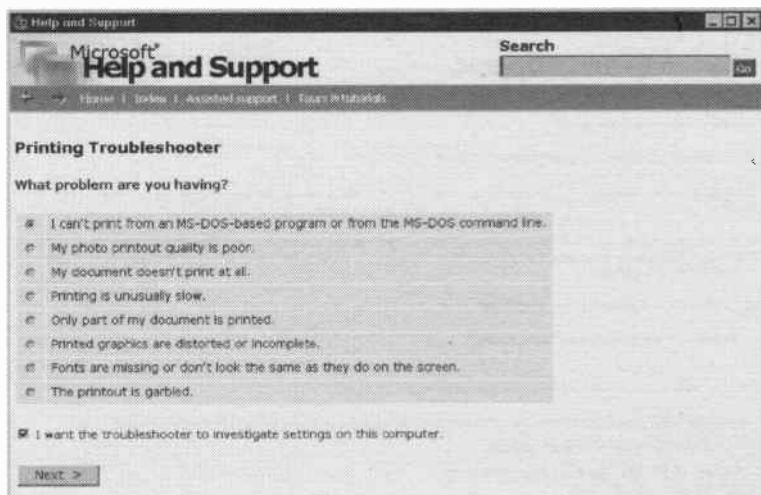 Help and Support
Microsoft®
Help and Support
Search
Go
Home | Index | Assisted support | Tours & tutorials
Printing Troubleshooter
What problem are you having?
I can't print from an MS-DOS-based program or from the MS-DOS command line.
My photo printout quality is poor.
My document doesn't print at all.
Printing is unusually slow.
Only part of my document is printed.
Printed graphics are distorted or incomplete.
Fonts are missing or don't look the same as they do on the screen.
The printout is garbled.
I want the troubleshooter to investigate settings on this computer.
Next >